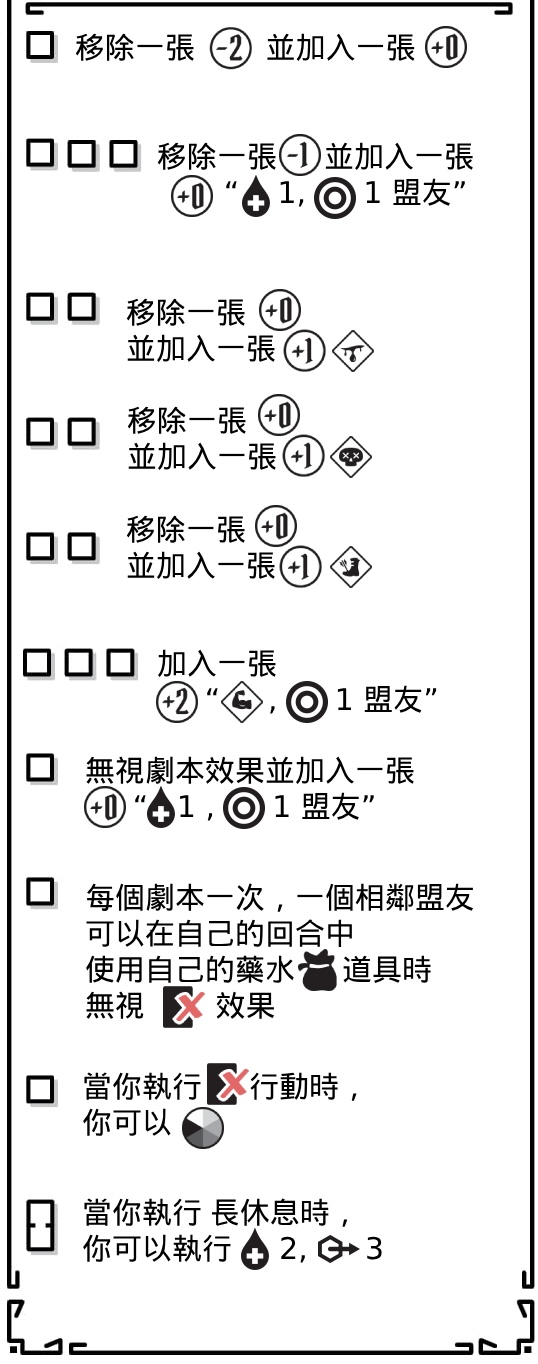 移除一張 -2 並加入一張 +0
移除一張 -1 並加入一張
+0 “ 1, 1 盟友”
移除一張 +0
並加入一張 +1
移除一張 +0
並加入一張 +1
移除一張 +0
並加入一張 +1
加入一張
+2 “ , 1 盟友”
無視劇本效果並加入一張
+0 “ 1 , 1 盟友”
每個劇本一次，一個相鄰盟友
可以在自己的回合中
使用自己的藥水 道具時
無視 效果
當你執行 行動時，
你可以
當你執行 長休息時，
你可以執行 2, 3